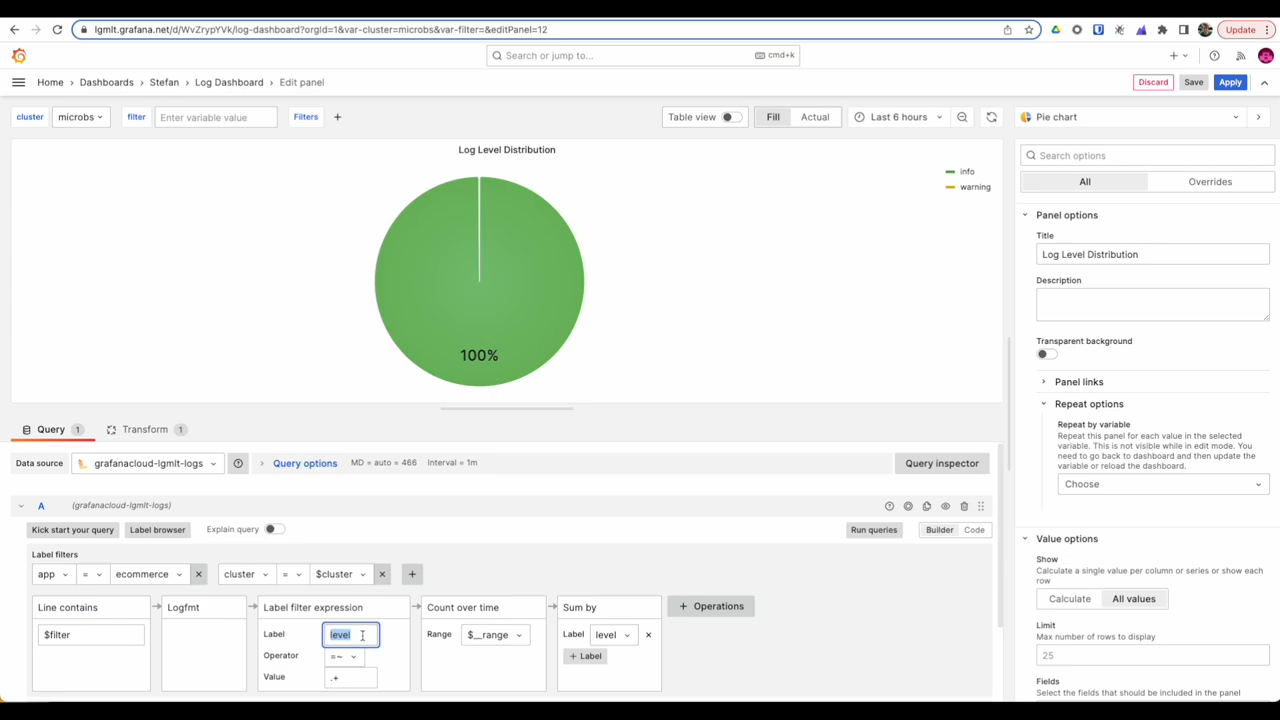 lgmlt.grafana.net/d/WvZrypYVk/log-dashboard?orgId=1&var-cluster=microbs&var-filter=&editPanel=12
Update
Search or jump to...
cmd+k
Home > Dashboards > Stefan > Log Dashboard > Edit panel
Discard Save Apply
cluster microbs filter Enter variable value Filters +
Table view Fill Actual Last 6 hours
Pie chart
Log Level Distribution
info
warning
100%
Search options
All Overrides
Panel options
Title
Log Level Distribution
Description
Transparent background
Panel links
Repeat options
Repeat by variable
Repeat this panel for each value in the selected
variable. This is not visible while in edit mode. You
need to go back to dashboard and then update the
variable or reload the dashboard.
Choose
Value options
Show
Calculate a single value per column or series or show each
row
Calculate All values
Limit
Max number of rows to display
25
Fields
Select the fields that should be included in the panel
Query 1 Transform 1
Data source grafanacloud-lgmlt-logs > Query options MD = auto = 466 Interval = 1m Query inspector
A (grafanacloud-lgmlt-logs)
Kick start your query Label browser Explain query Run queries Builder Code
Label filters
app = ecommerce × cluster = $cluster × +
Line contains
$filter
Logfmt
Label filter expression
Label level
Operator =~
Value .+
Count over time
Range $__range
Sum by
Label level ×
+ Label
+ Operations